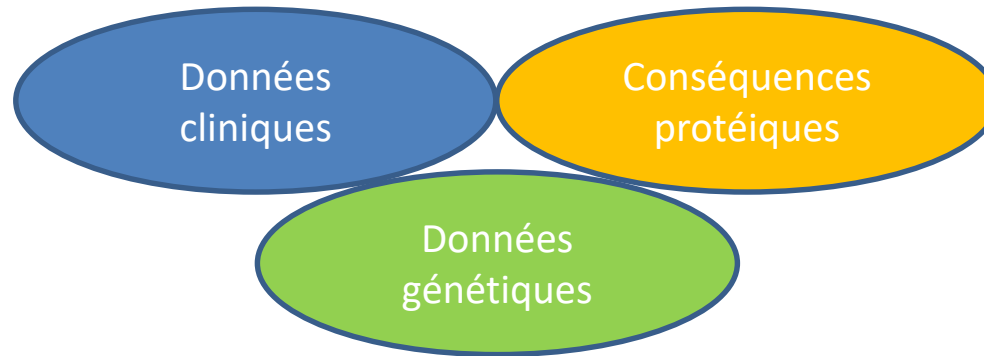 Données
cliniques
Conséquences
protéiques
Données
génétiques